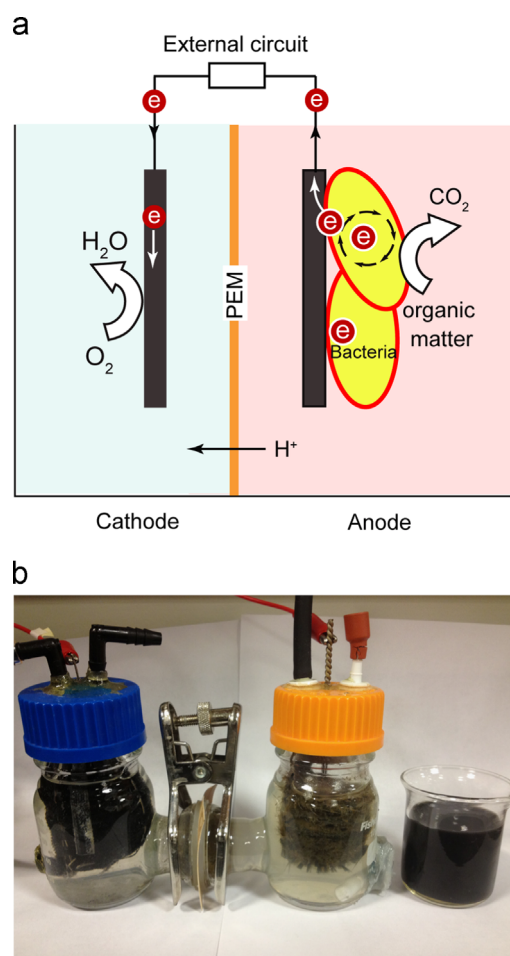 a
External circuit
e
e
e
e
e
e
H₂O
O₂
PEM
CO₂
organic
matter
Bacteria
H⁺
Cathode
Anode
b